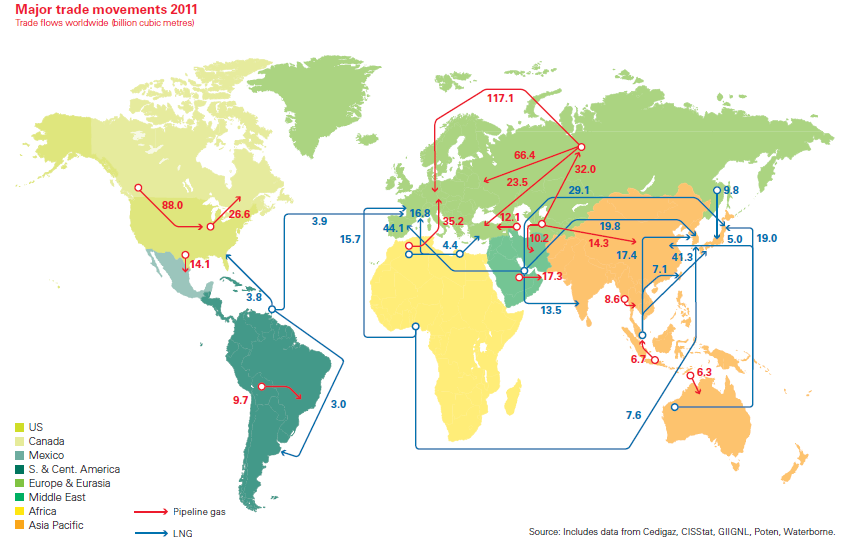 Major trade movements 2011
Trade flows worldwide (billion cubic metres)
117.1
66.4
23.5
32.0
29.1
9.8
88.0
26.6
3.9
16.8
35.2
44.1
12.1
19.8
15.7
4.4
10.2
14.3
17.4
5.0
19.0
41.3
14.1
17.3
7.1
3.8
13.5
8.6
6.7
6.3
9.7
3.0
7.6
US
Canada
Mexico
S. & Cent. America
Europe & Eurasia
Middle East
Africa
Asia Pacific
Pipeline gas
LNG
Source: Includes data from Cedigaz, CISStat, GIIGNL, Poten, Waterborne.